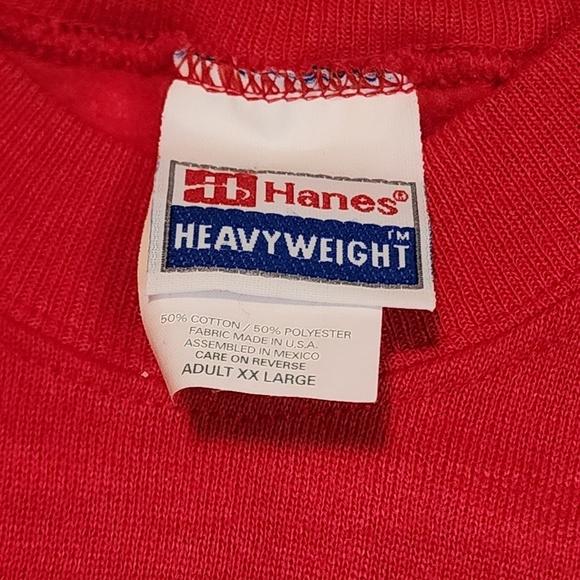 Hanes®
HEAVYWEIGHT™
50% COTTON / 50% POLYESTER
FABRIC MADE IN U.S.A.
ASSEMBLED IN MEXICO
CARE ON REVERSE
ADULT XX LARGE